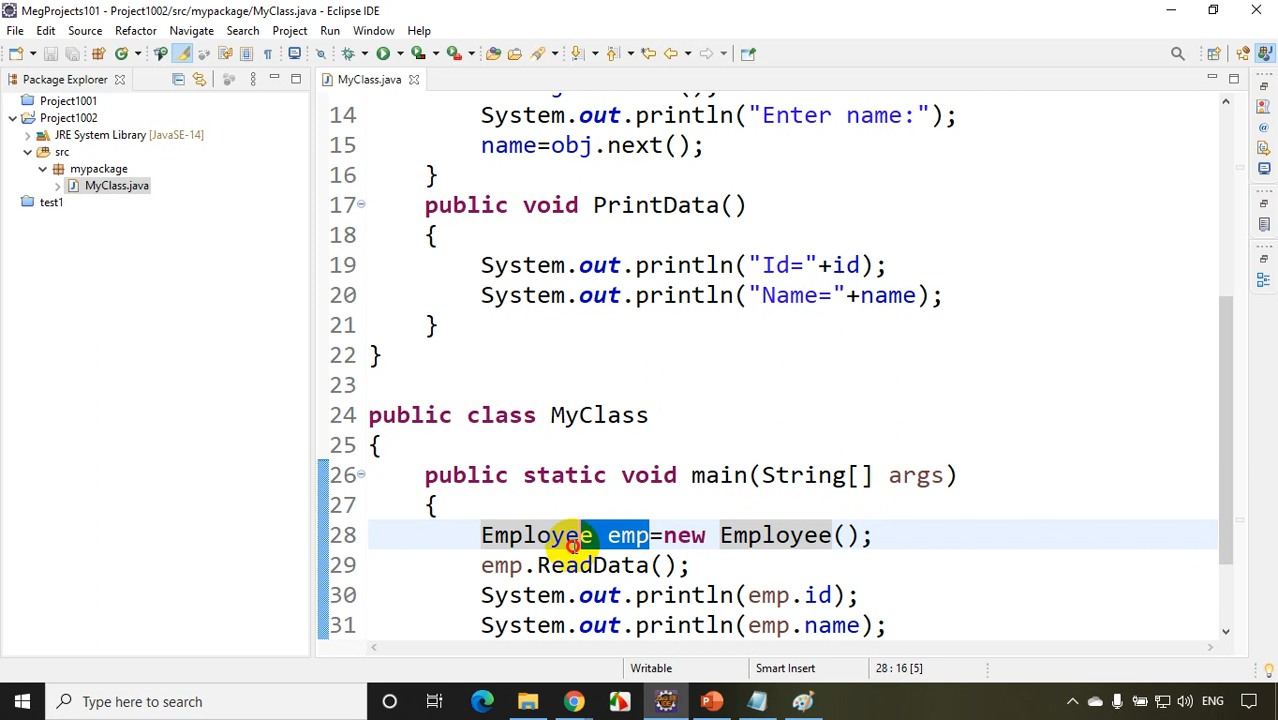 MegProjects101 - Project1002/src/mypackage/MyClass.java - Eclipse IDE
File Edit Source Refactor Navigate Search Project Run Window Help
Package Explorer
MyClass.java
Project1001
Project1002
JRE System Library [JavaSE-14]
src
mypackage
MyClass.java
test1
14 System.out.println("Enter name:");
15 name=obj.next();
16 }
17 public void PrintData()
18 {
19 System.out.println("Id="+id);
20 System.out.println("Name="+name);
21 }
22 }
23
24 public class MyClass
25 {
26 public static void main(String[] args)
27 {
28 Employee emp=new Employee();
29 emp.ReadData();
30 System.out.println(emp.id);
31 System.out.println(emp.name);
Writable Smart Insert 28 : 16 [5]
Type here to search
ENG